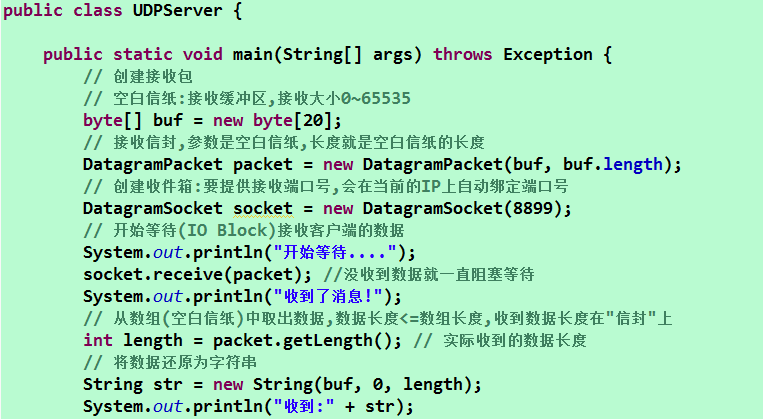 public class UDPServer {
public static void main(String[] args) throws Exception {
// 创建接收包
// 空白信纸:接收缓冲区,接收大小0~65535
byte[] buf = new byte[20];
// 接收信封,参数是空白信纸,长度就是空白信纸的长度
DatagramPacket packet = new DatagramPacket(buf, buf.length);
// 创建收件箱:要提供接收端口号,会在当前的IP上自动绑定端口号
DatagramSocket socket = new DatagramSocket(8899);
// 开始等待(IO Block)接收客户端的数据
System.out.println("开始等待....");
socket.receive(packet); //没收到数据就一直阻塞等待
System.out.println("收到了消息!");
// 从数组(空白信纸)中取出数据,数据长度<=数组长度,收到数据长度在"信封"上
int length = packet.getLength(); // 实际收到的数据长度
// 将数据还原为字符串
String str = new String(buf, 0, length);
System.out.println("收到:" + str);